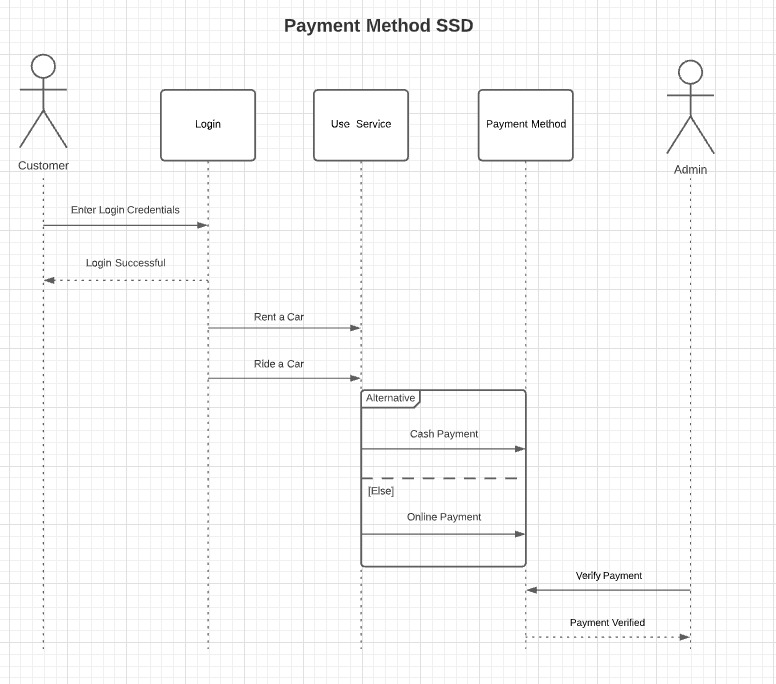 Payment Method SSD
Login
Use Service
Payment Method
Customer
Admin
Enter Login Credentials
Login Successful
Rent a Car
Ride a Car
Alternative
Cash Payment
[Else]
Online Payment
Verify Payment
Payment Verified